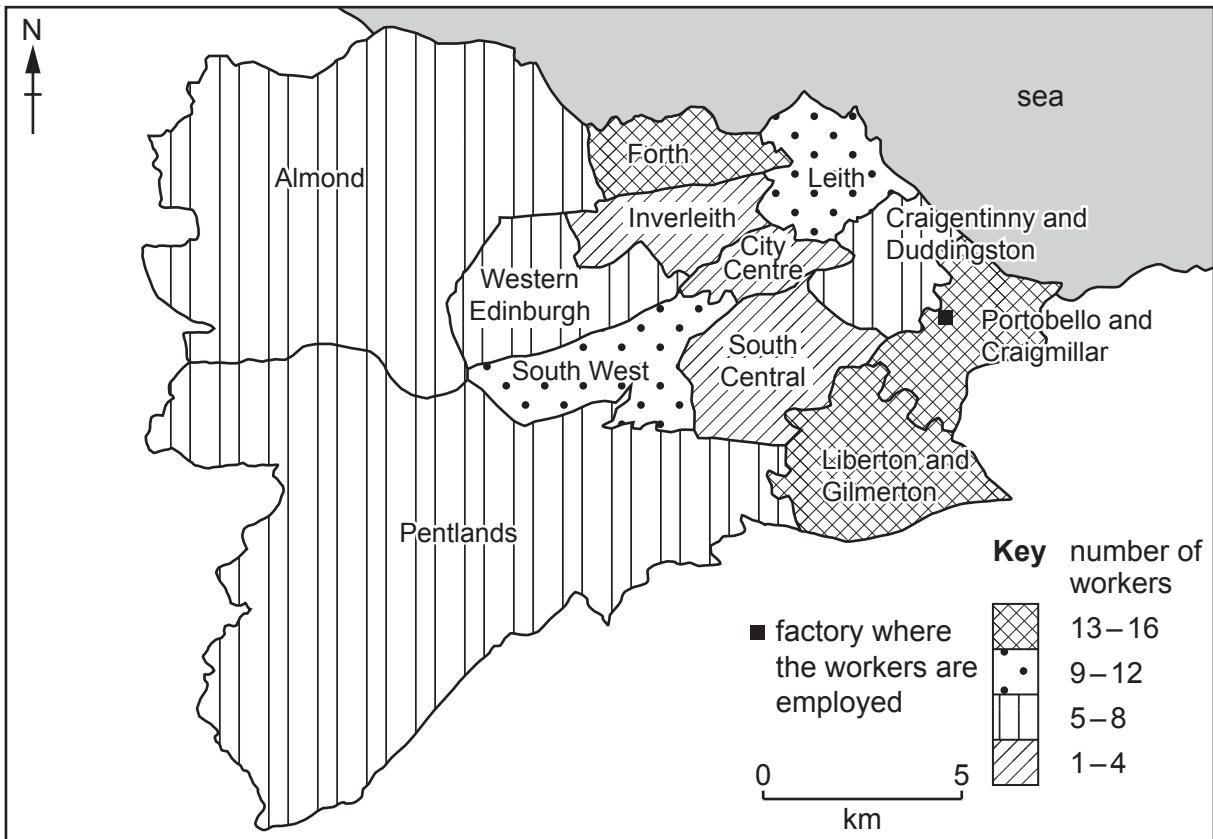 N
sea
Almond
Forth
Leith
Inverleith
Craigentinny and
Duddingston
City
Centre
Western
Edinburgh
Portobello and
Craigmillar
South West
South
Central
Liberton and
Gilmerton
Pentlands
Key number of
workers
13 – 16
9 – 12
5 – 8
1 – 4
factory where
the workers are
employed
0 5
km